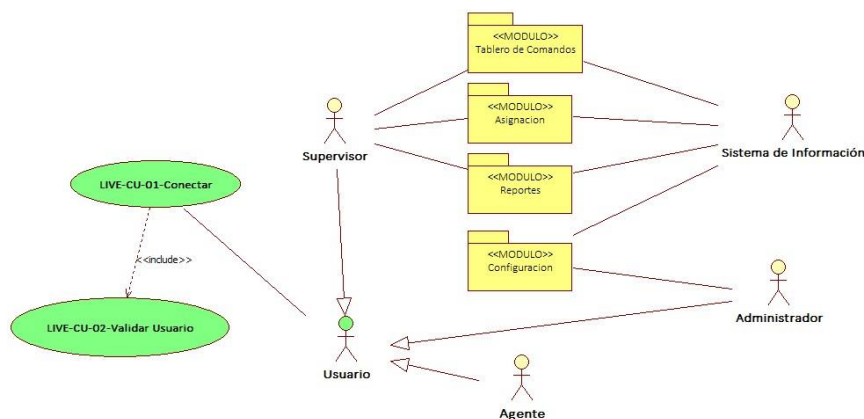 <<MODULO>>
Tablero de Comandos
<<MODULO>>
Asignacion
Supervisor
Sistema de Información
<<MODULO>>
Reportes
LIVE-CU-01-Conectar
<<MODULO>>
Configuracion
<<include>>
LIVE-CU-02-Validar Usuario
Administrador
Usuario
Agente